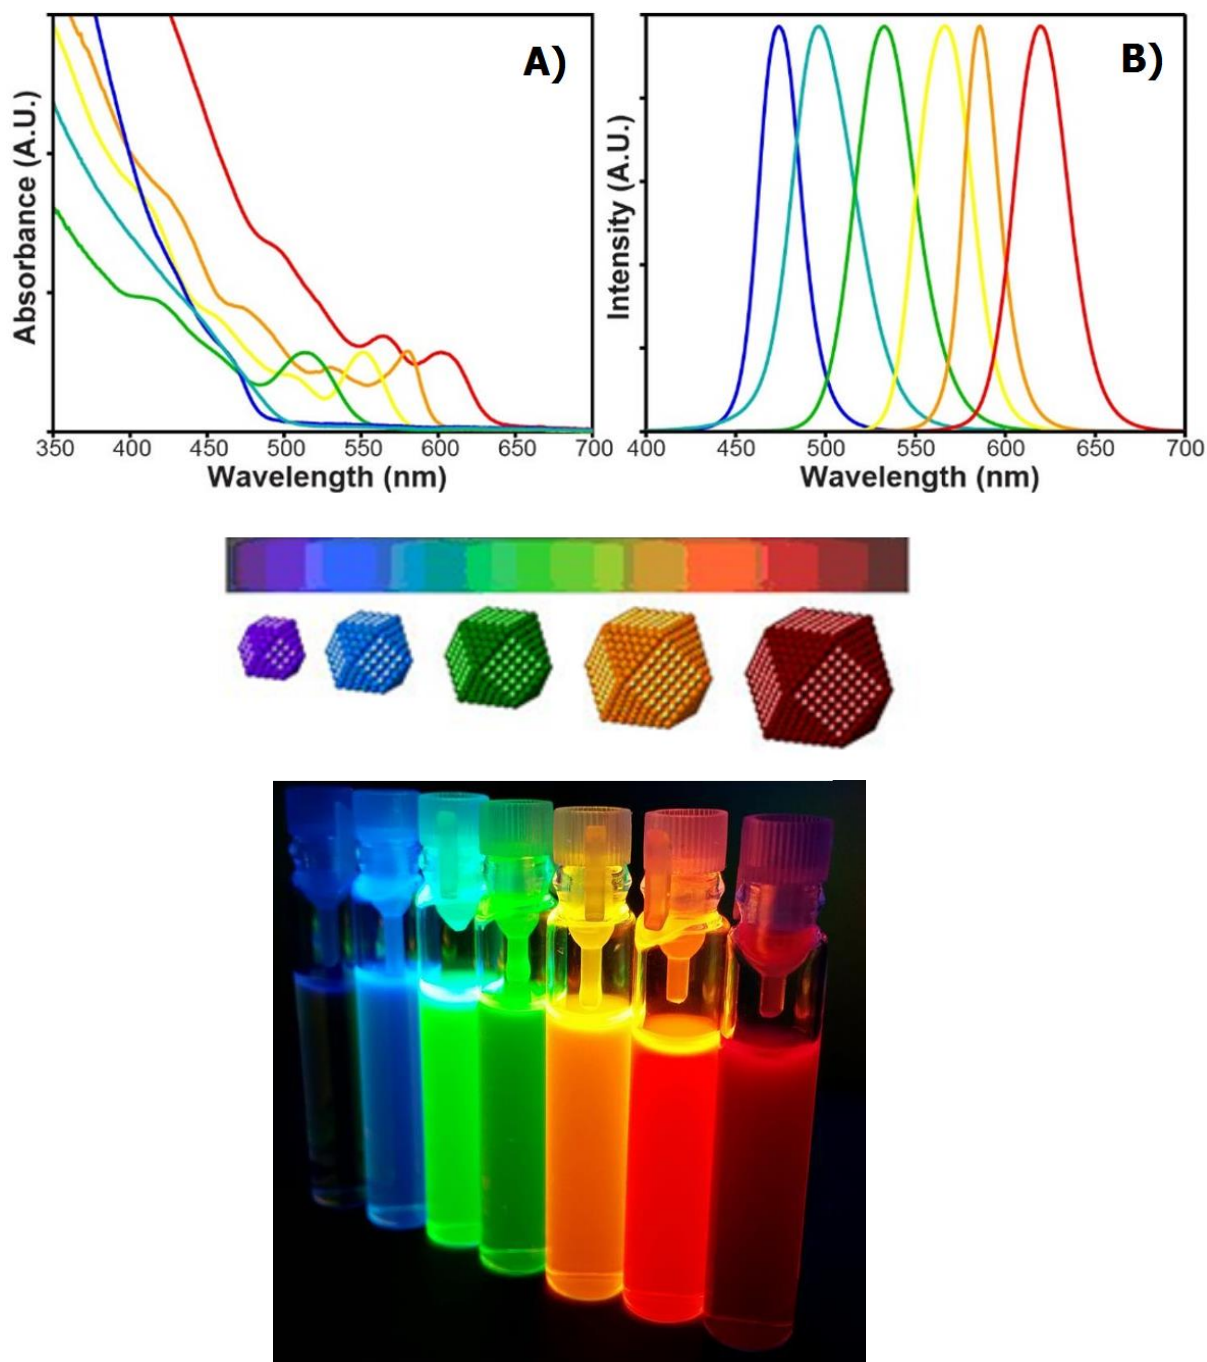 A)
Absorbance (A.U.)
350 400 450 500 550 600 650 700
Wavelength (nm)
B)
Intensity (A.U.)
400 450 500 550 600 650 700
Wavelength (nm)